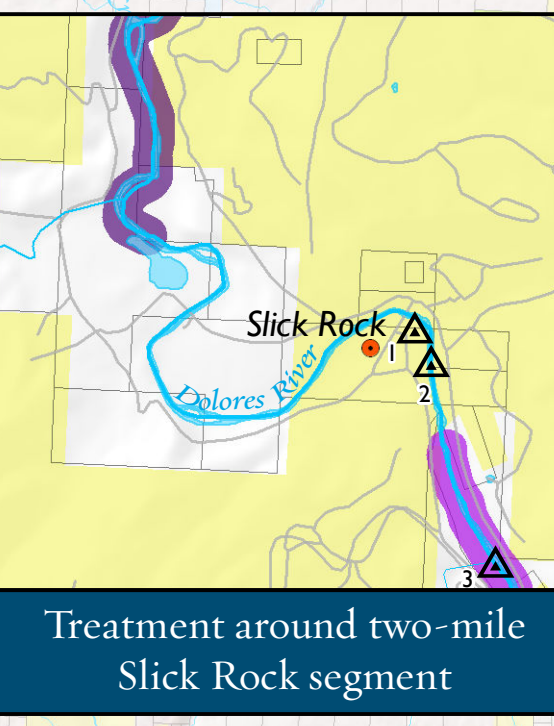 Slick Rock
1
2
Dolores River
3
Treatment around two-mile
Slick Rock segment